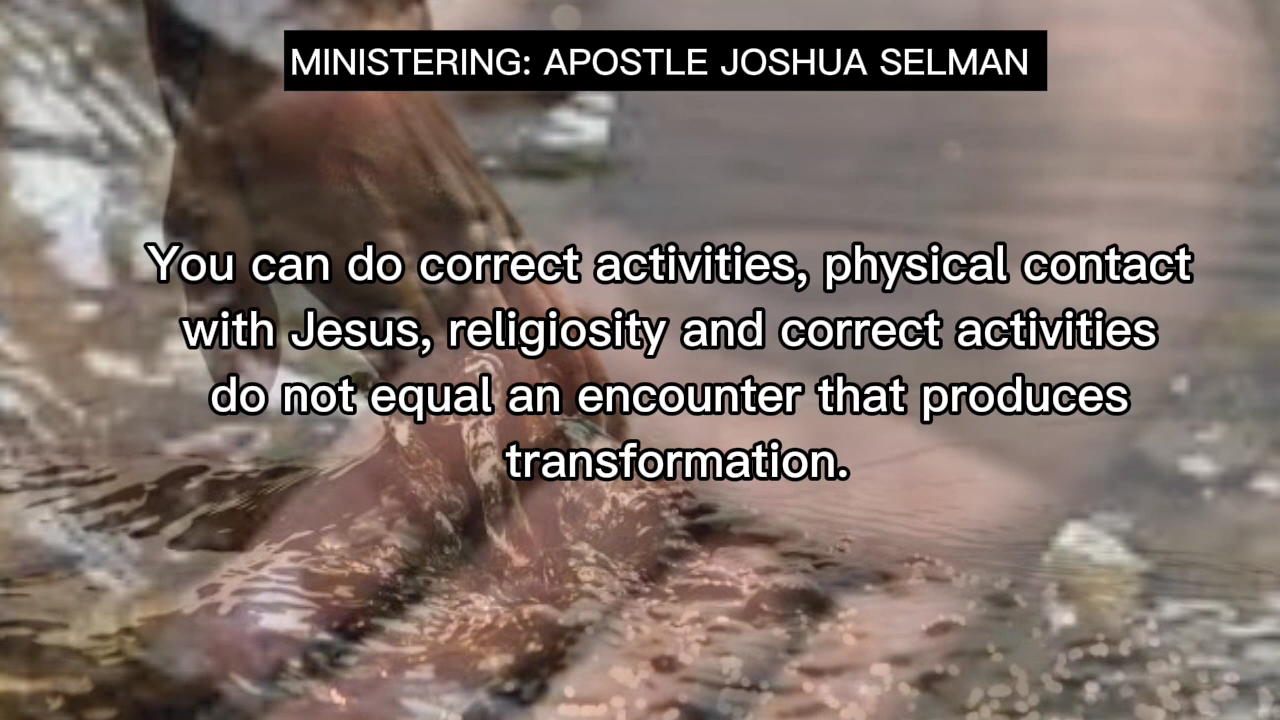 MINISTERING: APOSTLE JOSHUA SELMAN
You can do correct activities, physical contact
with Jesus, religiosity and correct activities
do not equal an encounter that produces
transformation.